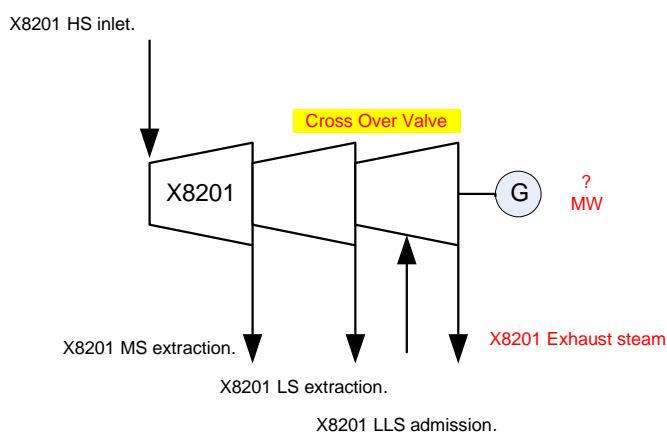 X8201 HS inlet.
Cross Over Valve
X8201
G
?
MW
X8201 Exhaust steam
X8201 MS extraction.
X8201 LS extraction.
X8201 LLS admission.